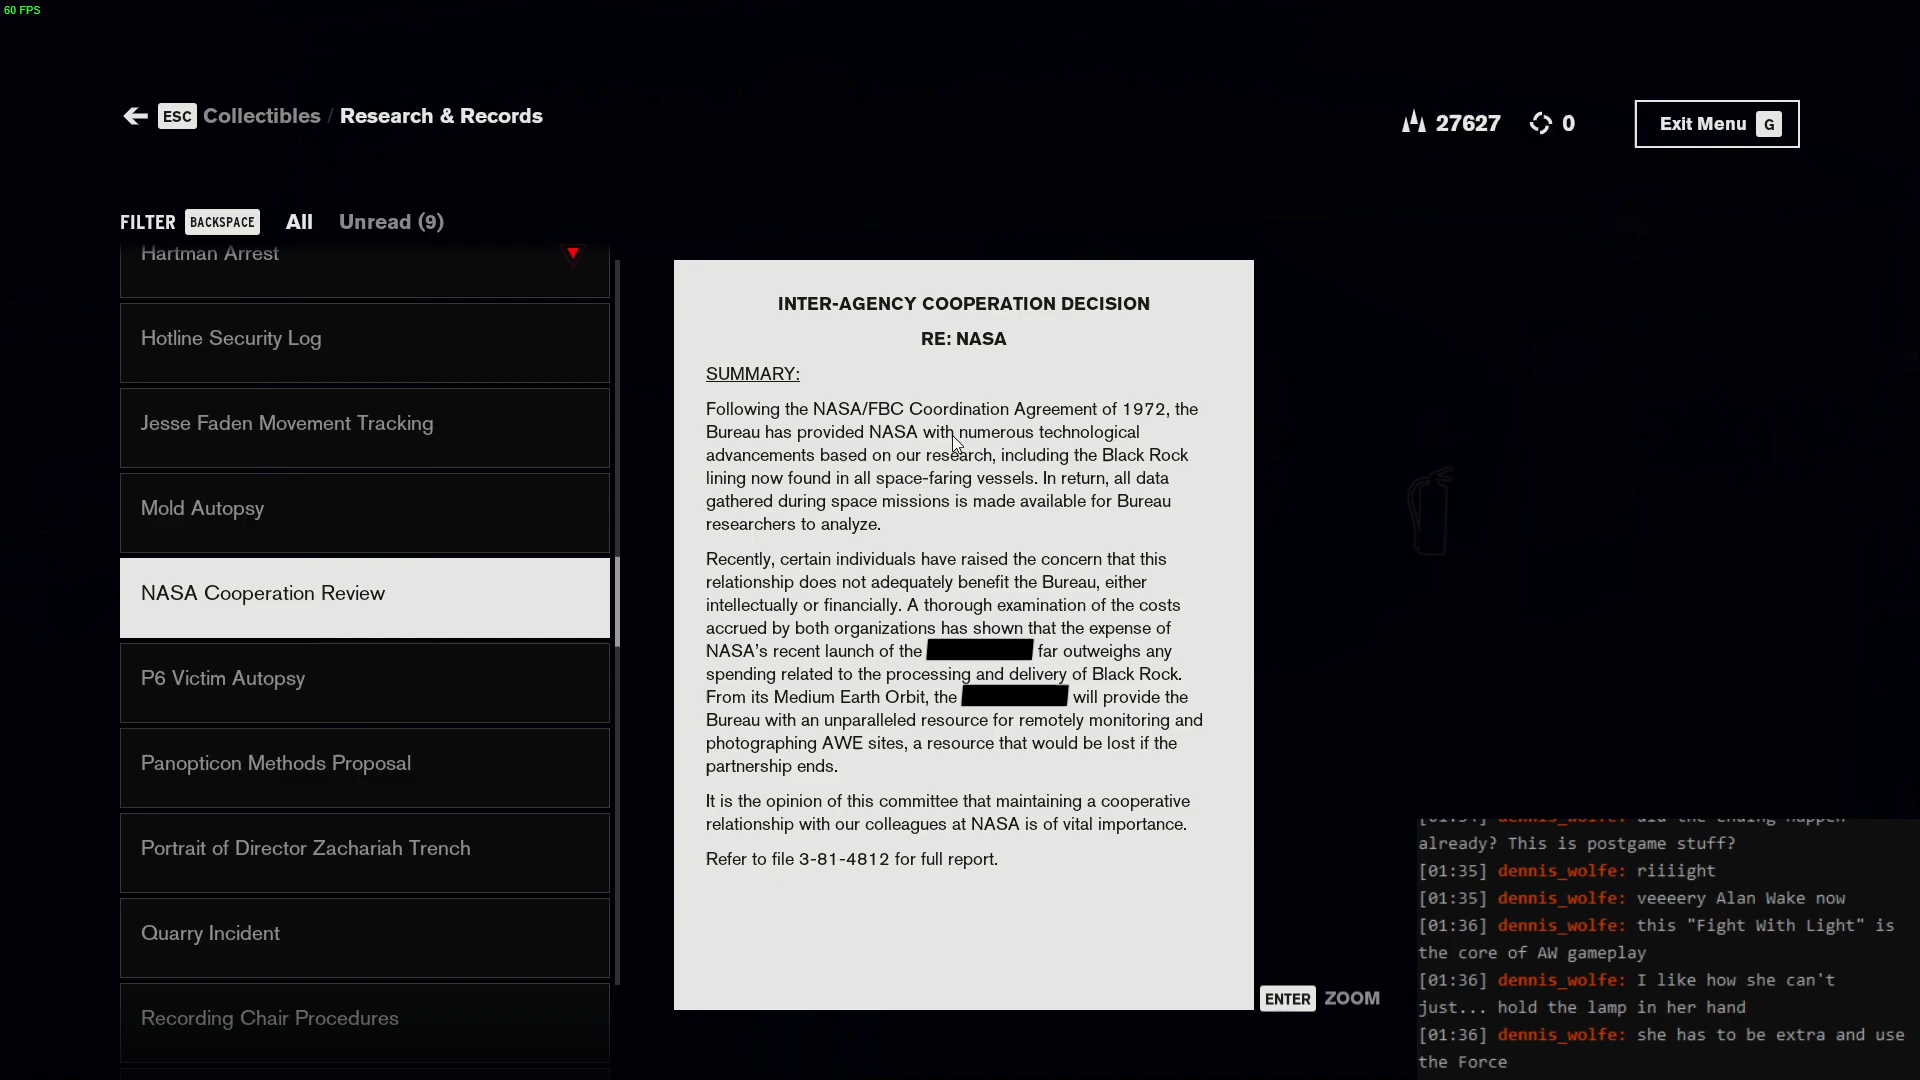 60 FPS
ESC Collectibles / Research & Records
27627 0 Exit Menu G
FILTER BACKSPACE All Unread (9)
Hartman Arrest
Hotline Security Log
Jesse Faden Movement Tracking
Mold Autopsy
NASA Cooperation Review
P6 Victim Autopsy
Panopticon Methods Proposal
Portrait of Director Zachariah Trench
Quarry Incident
Recording Chair Procedures
INTER-AGENCY COOPERATION DECISION
RE: NASA
SUMMARY:
Following the NASA/FBC Coordination Agreement of 1972, the
Bureau has provided NASA with numerous technological
advancements based on our research, including the Black Rock
lining now found in all space-faring vessels. In return, all data
gathered during space missions is made available for Bureau
researchers to analyze.
Recently, certain individuals have raised the concern that this
relationship does not adequately benefit the Bureau, either
intellectually or financially. A thorough examination of the costs
accrued by both organizations has shown that the expense of
NASA's recent launch of the far outweighs any
spending related to the processing and delivery of Black Rock.
From its Medium Earth Orbit, the will provide the
Bureau with an unparalleled resource for remotely monitoring and
photographing AWE sites, a resource that would be lost if the
partnership ends.
It is the opinion of this committee that maintaining a cooperative
relationship with our colleagues at NASA is of vital importance.
Refer to file 3-81-4812 for full report.
ENTER ZOOM
[01:34] dennis_wolfe: did the ending happen
already? This is postgame stuff?
[01:35] dennis_wolfe: riiiight
[01:35] dennis_wolfe: veeeery Alan Wake now
[01:36] dennis_wolfe: this "Fight With Light" is
the core of AW gameplay
[01:36] dennis_wolfe: I like how she can't
just... hold the lamp in her hand
[01:36] dennis_wolfe: she has to be extra and use
the Force